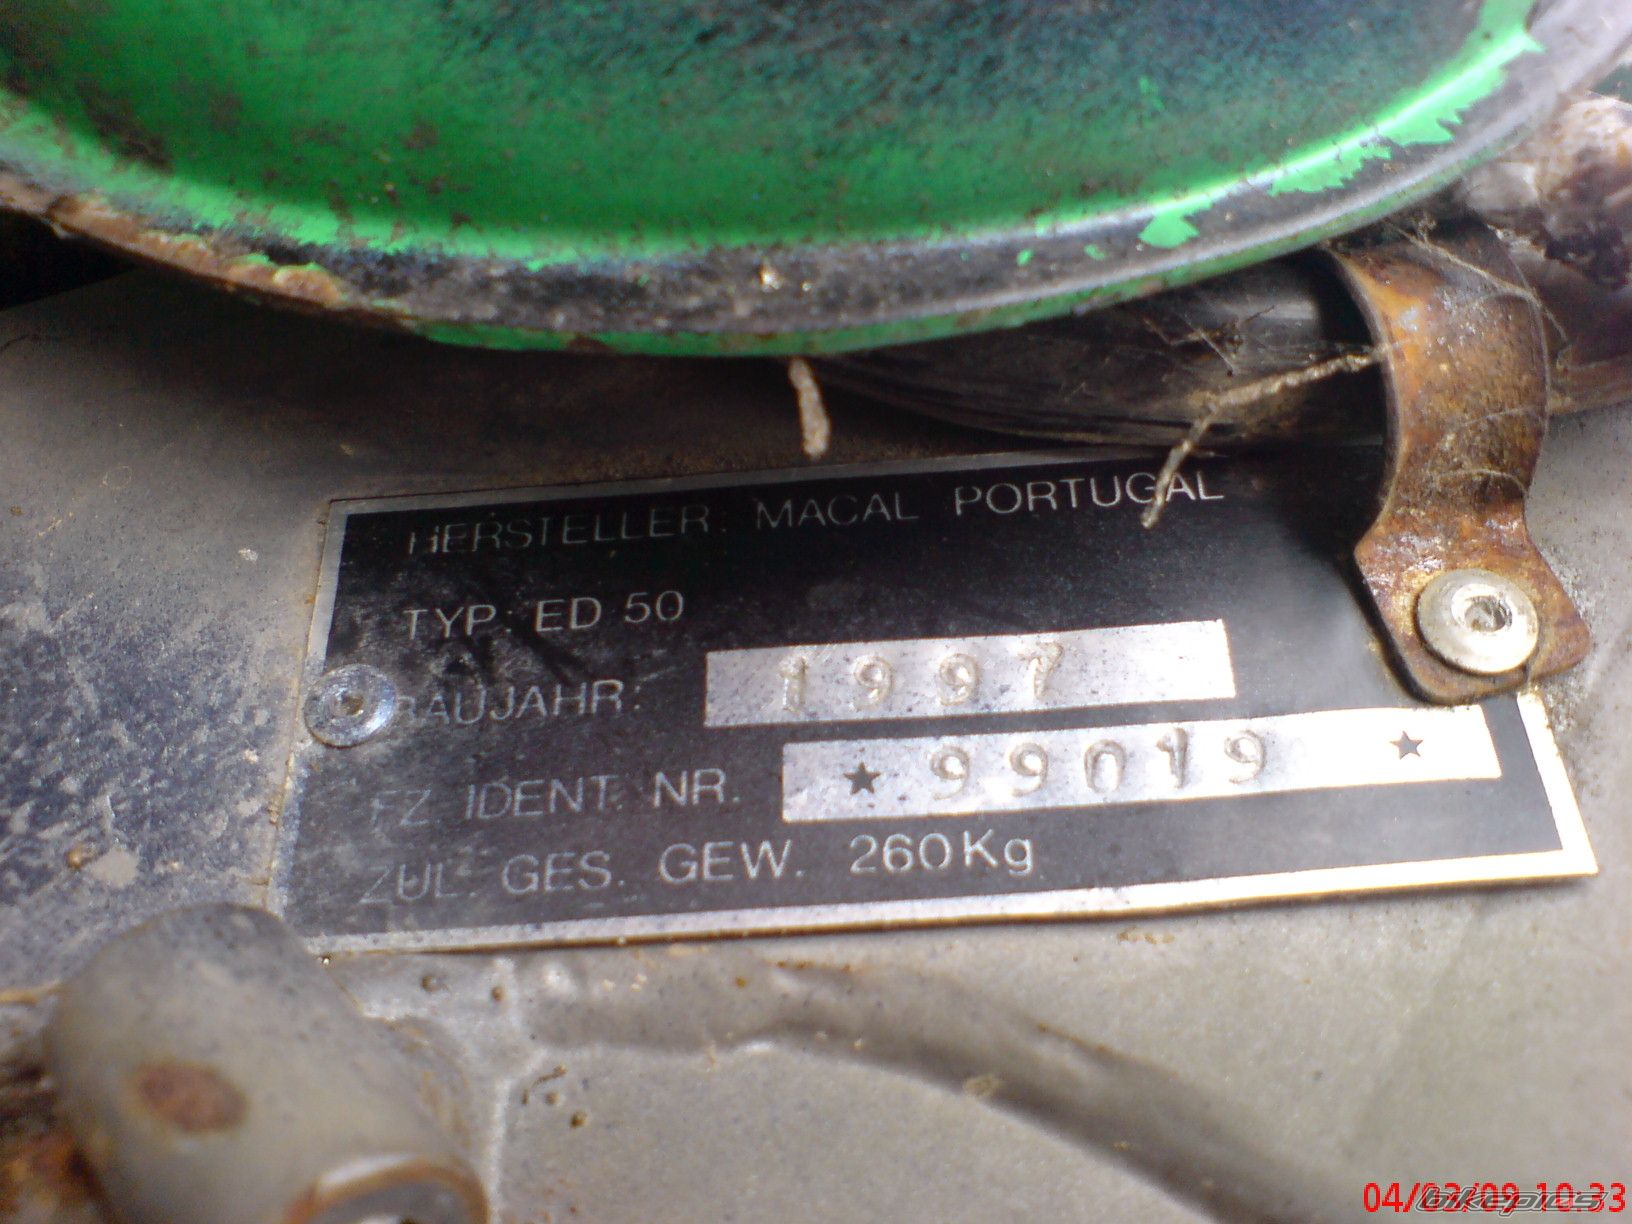 HERSTELLER: MACAL PORTUGAL
TYP: ED 50
BAUJAHR: 1997
FZ. IDENT. NR. ★ 99019 ★
ZUL. GES. GEW. 260Kg
04/03/09 10:33
bikepics